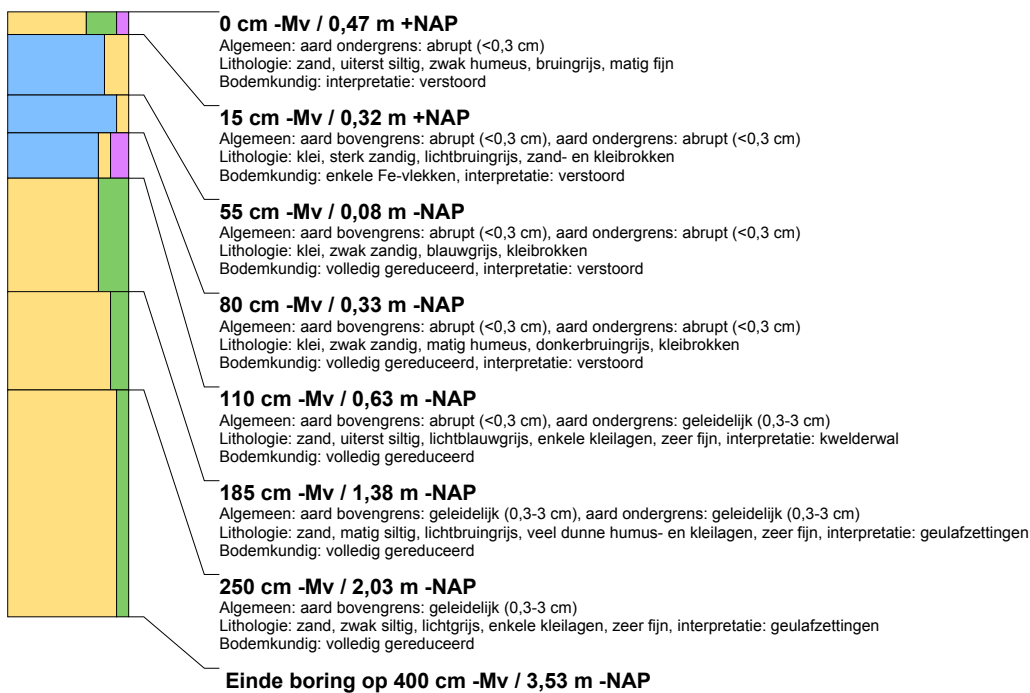 0 cm -Mv / 0,47 m +NAP
Algemeen: aard ondergrens: abrupt (<0,3 cm)
Lithologie: zand, uiterst siltig, zwak humeus, bruingrijs, matig fijn
Bodemkundig: interpretatie: verstoord
15 cm -Mv / 0,32 m +NAP
Algemeen: aard bovengrens: abrupt (<0,3 cm), aard ondergrens: abrupt (<0,3 cm)
Lithologie: klei, sterk zandig, lichtbruingrijs, zand- en kleibrokken
Bodemkundig: enkele Fe-vlekken, interpretatie: verstoord
55 cm -Mv / 0,08 m -NAP
Algemeen: aard bovengrens: abrupt (<0,3 cm), aard ondergrens: abrupt (<0,3 cm)
Lithologie: klei, zwak zandig, blauwgrijs, kleibrokken
Bodemkundig: volledig gereduceerd, interpretatie: verstoord
80 cm -Mv / 0,33 m -NAP
Algemeen: aard bovengrens: abrupt (<0,3 cm), aard ondergrens: abrupt (<0,3 cm)
Lithologie: klei, zwak zandig, matig humeus, donkerbruingrijs, kleibrokken
Bodemkundig: volledig gereduceerd, interpretatie: verstoord
110 cm -Mv / 0,63 m -NAP
Algemeen: aard bovengrens: abrupt (<0,3 cm), aard ondergrens: geleidelijk (0,3-3 cm)
Lithologie: zand, uiterst siltig, lichtblauwgrijs, enkele kleilagen, zeer fijn, interpretatie: kwelderwal
Bodemkundig: volledig gereduceerd
185 cm -Mv / 1,38 m -NAP
Algemeen: aard bovengrens: geleidelijk (0,3-3 cm), aard ondergrens: geleidelijk (0,3-3 cm)
Lithologie: zand, matig siltig, lichtbruingrijs, veel dunne humus- en kleilagen, zeer fijn, interpretatie: geulafzettingen
Bodemkundig: volledig gereduceerd
250 cm -Mv / 2,03 m -NAP
Algemeen: aard bovengrens: geleidelijk (0,3-3 cm)
Lithologie: zand, zwak siltig, lichtgrijs, enkele kleilagen, zeer fijn, interpretatie: geulafzettingen
Bodemkundig: volledig gereduceerd
Einde boring op 400 cm -Mv / 3,53 m -NAP